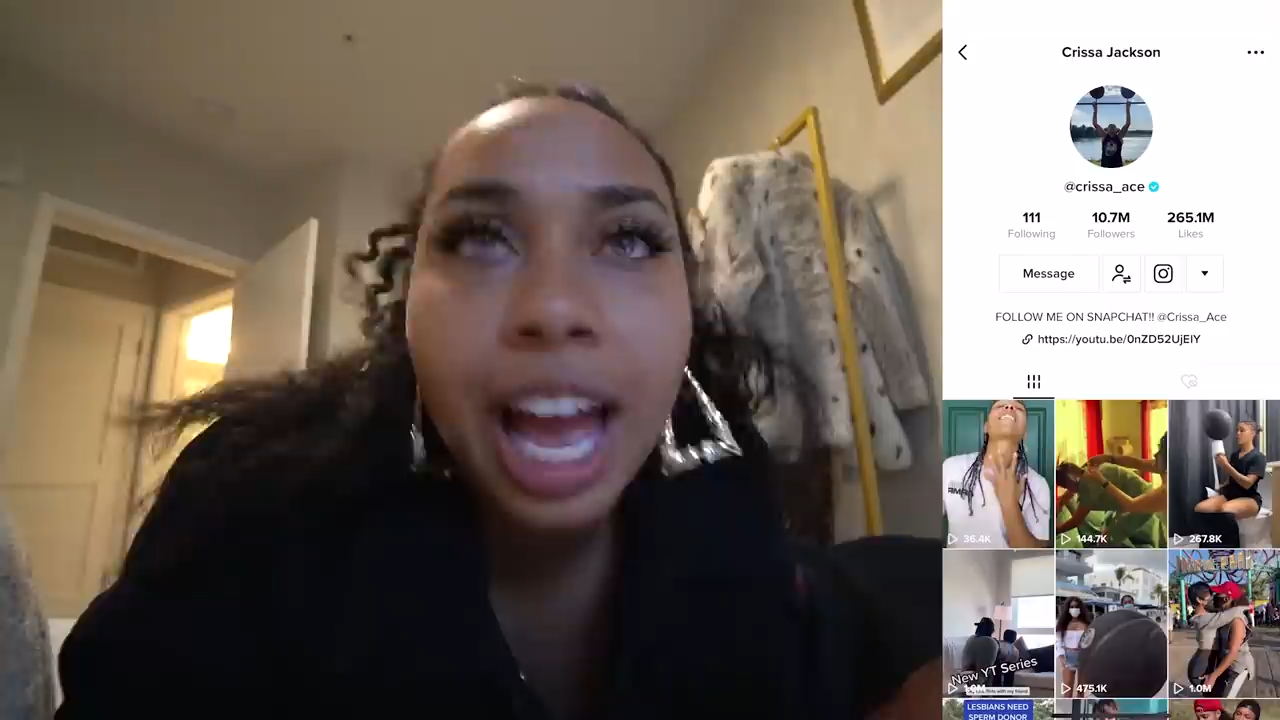 Crissa Jackson
@crissa_ace
111
10.7M
265.1M
Following
Followers
Likes
Message
FOLLOW ME ON SNAPCHAT!! @Crissa_Ace
https://youtu.be/0nZD52UjElY
36.4K
144.7K
267.8K
New YT Series
475.1K
1.0M
LESBIANS NEED
SPERM DONOR